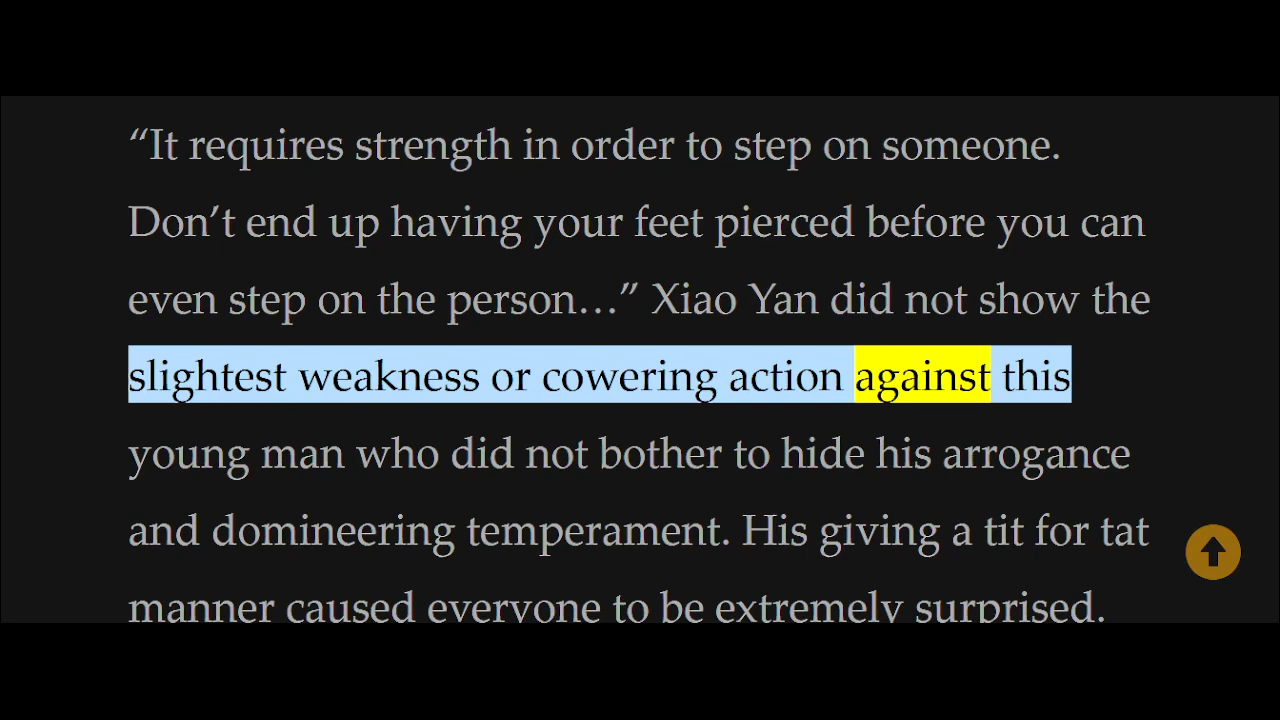 “It requires strength in order to step on someone.
Don’t end up having your feet pierced before you can
even step on the person…” Xiao Yan did not show the
slightest weakness or cowering action against this
young man who did not bother to hide his arrogance
and domineering temperament. His giving a tit for tat
manner caused everyone to be extremely surprised.